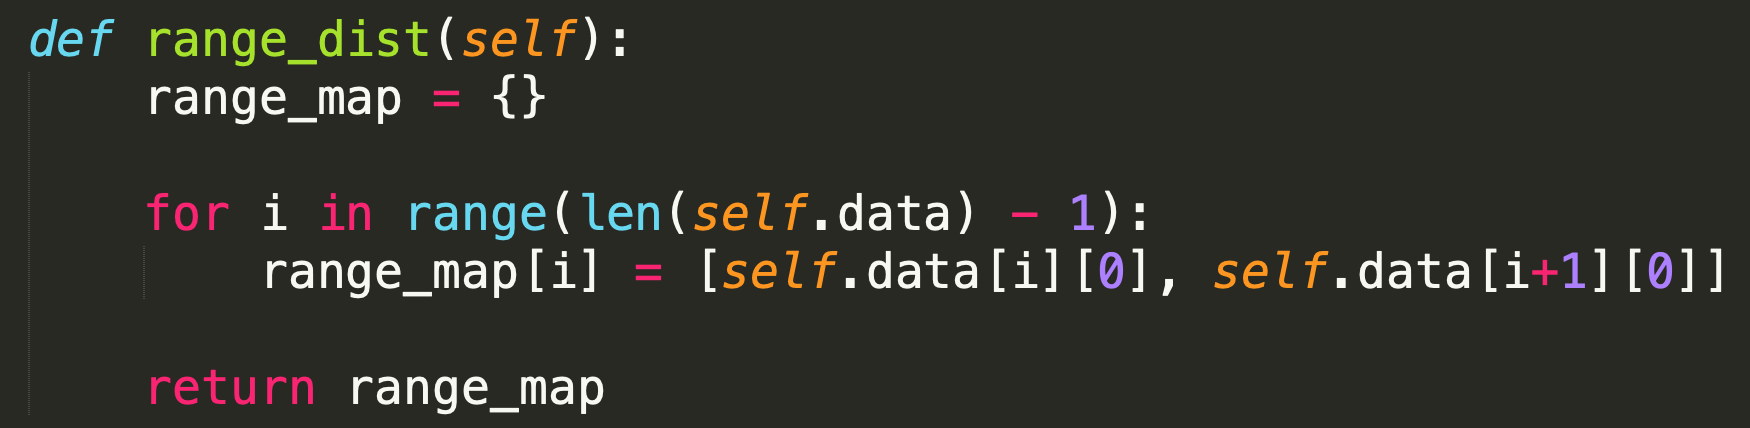 def range_dist(self):
    range_map = {}

    for i in range(len(self.data) - 1):
        range_map[i] = [self.data[i][0], self.data[i+1][0]]

    return range_map